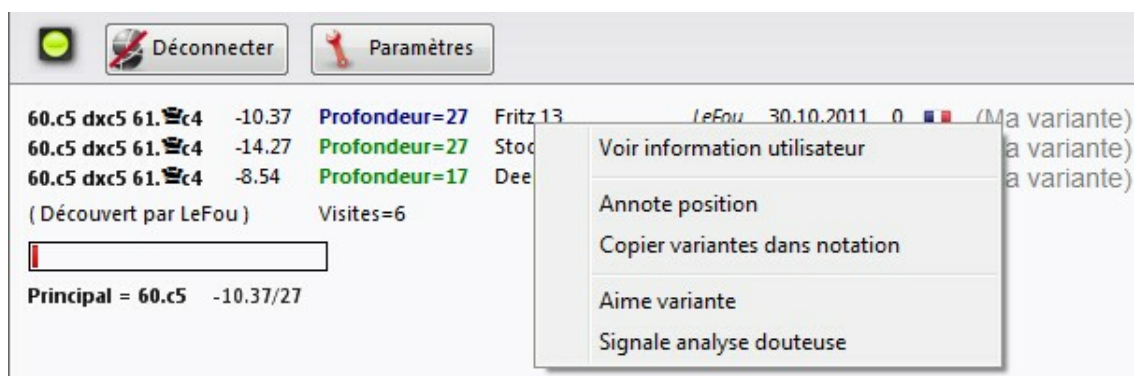 Déconnecter Paramètres
60.c5 dxc5 61.♚c4 -10.37 Profondeur=27 Fritz 13 LeFou 30.10.2011 0 (Ma variante)
60.c5 dxc5 61.♚c4 -14.27 Profondeur=27 a variante)
60.c5 dxc5 61.♚c4 -8.54 Profondeur=17 a variante)
( Découvert par LeFou ) Visites=6
Principal = 60.c5 -10.37/27
Voir information utilisateur
Annote position
Copier variantes dans notation
Aime variante
Signale analyse douteuse